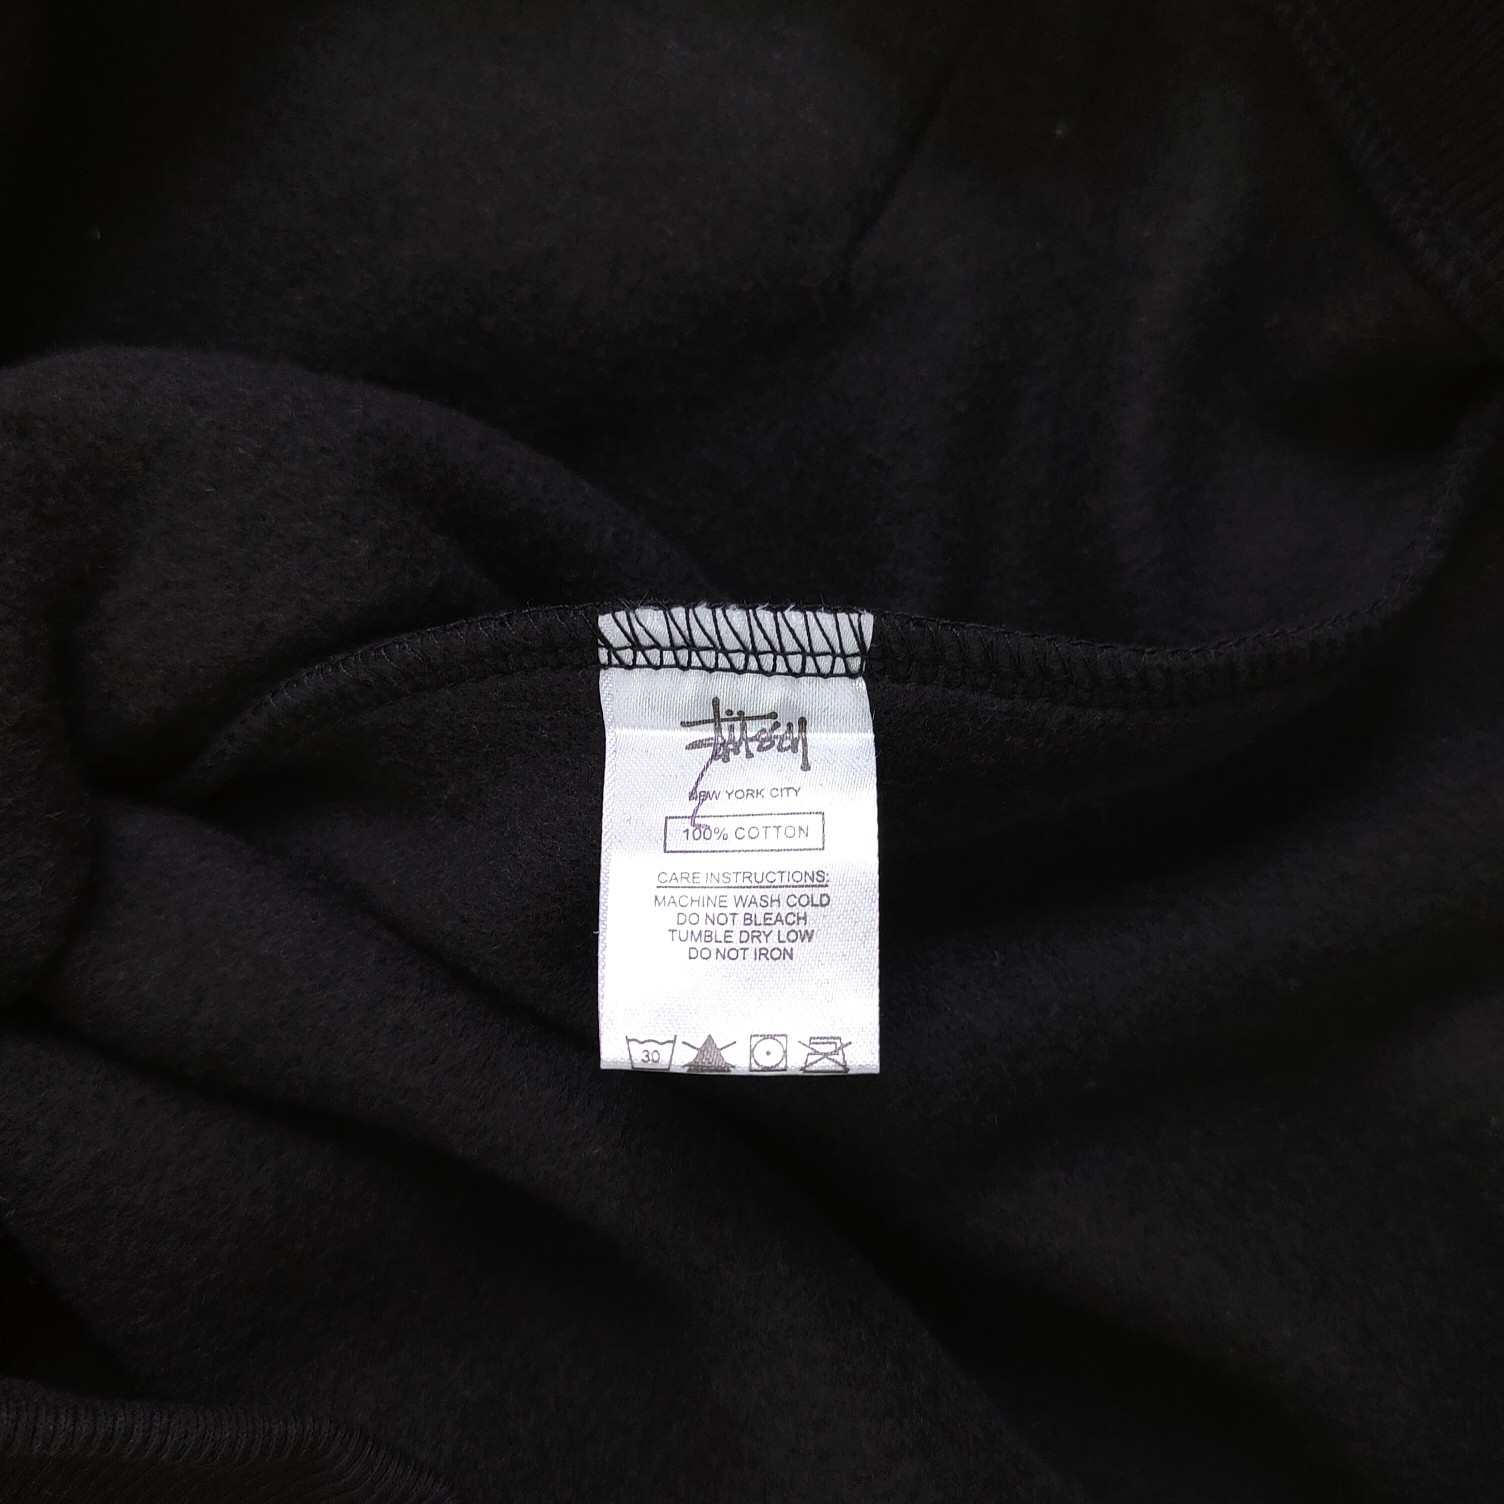 Stüssy
NEW YORK CITY
100% COTTON
CARE INSTRUCTIONS:
MACHINE WASH COLD
DO NOT BLEACH
TUMBLE DRY LOW
DO NOT IRON
30